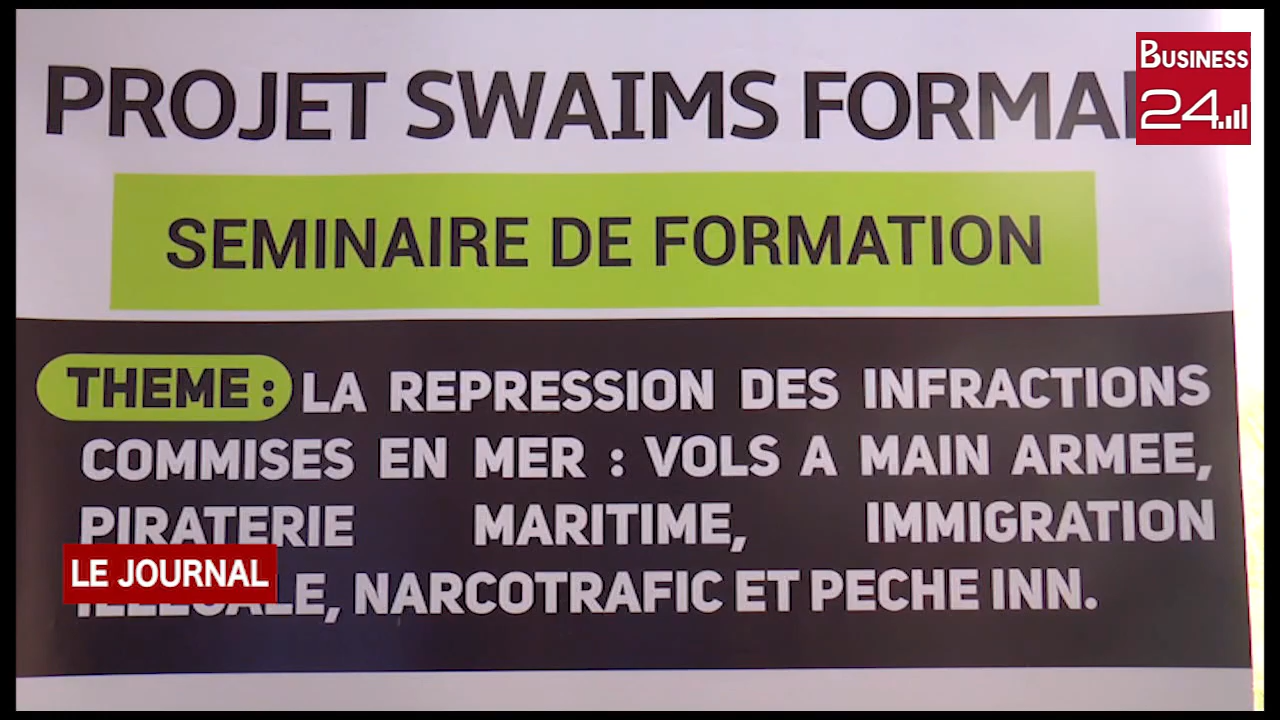 PROJET SWAIMS FORMA
BUSINESS
24
SEMINAIRE DE FORMATION
THEME : LA REPRESSION DES INFRACTIONS
COMMISES EN MER : VOLS A MAIN ARMEE,
PIRATERIE MARITIME, IMMIGRATION
LE JOURNAL
NARCOTRAFIC ET PECHE INN.